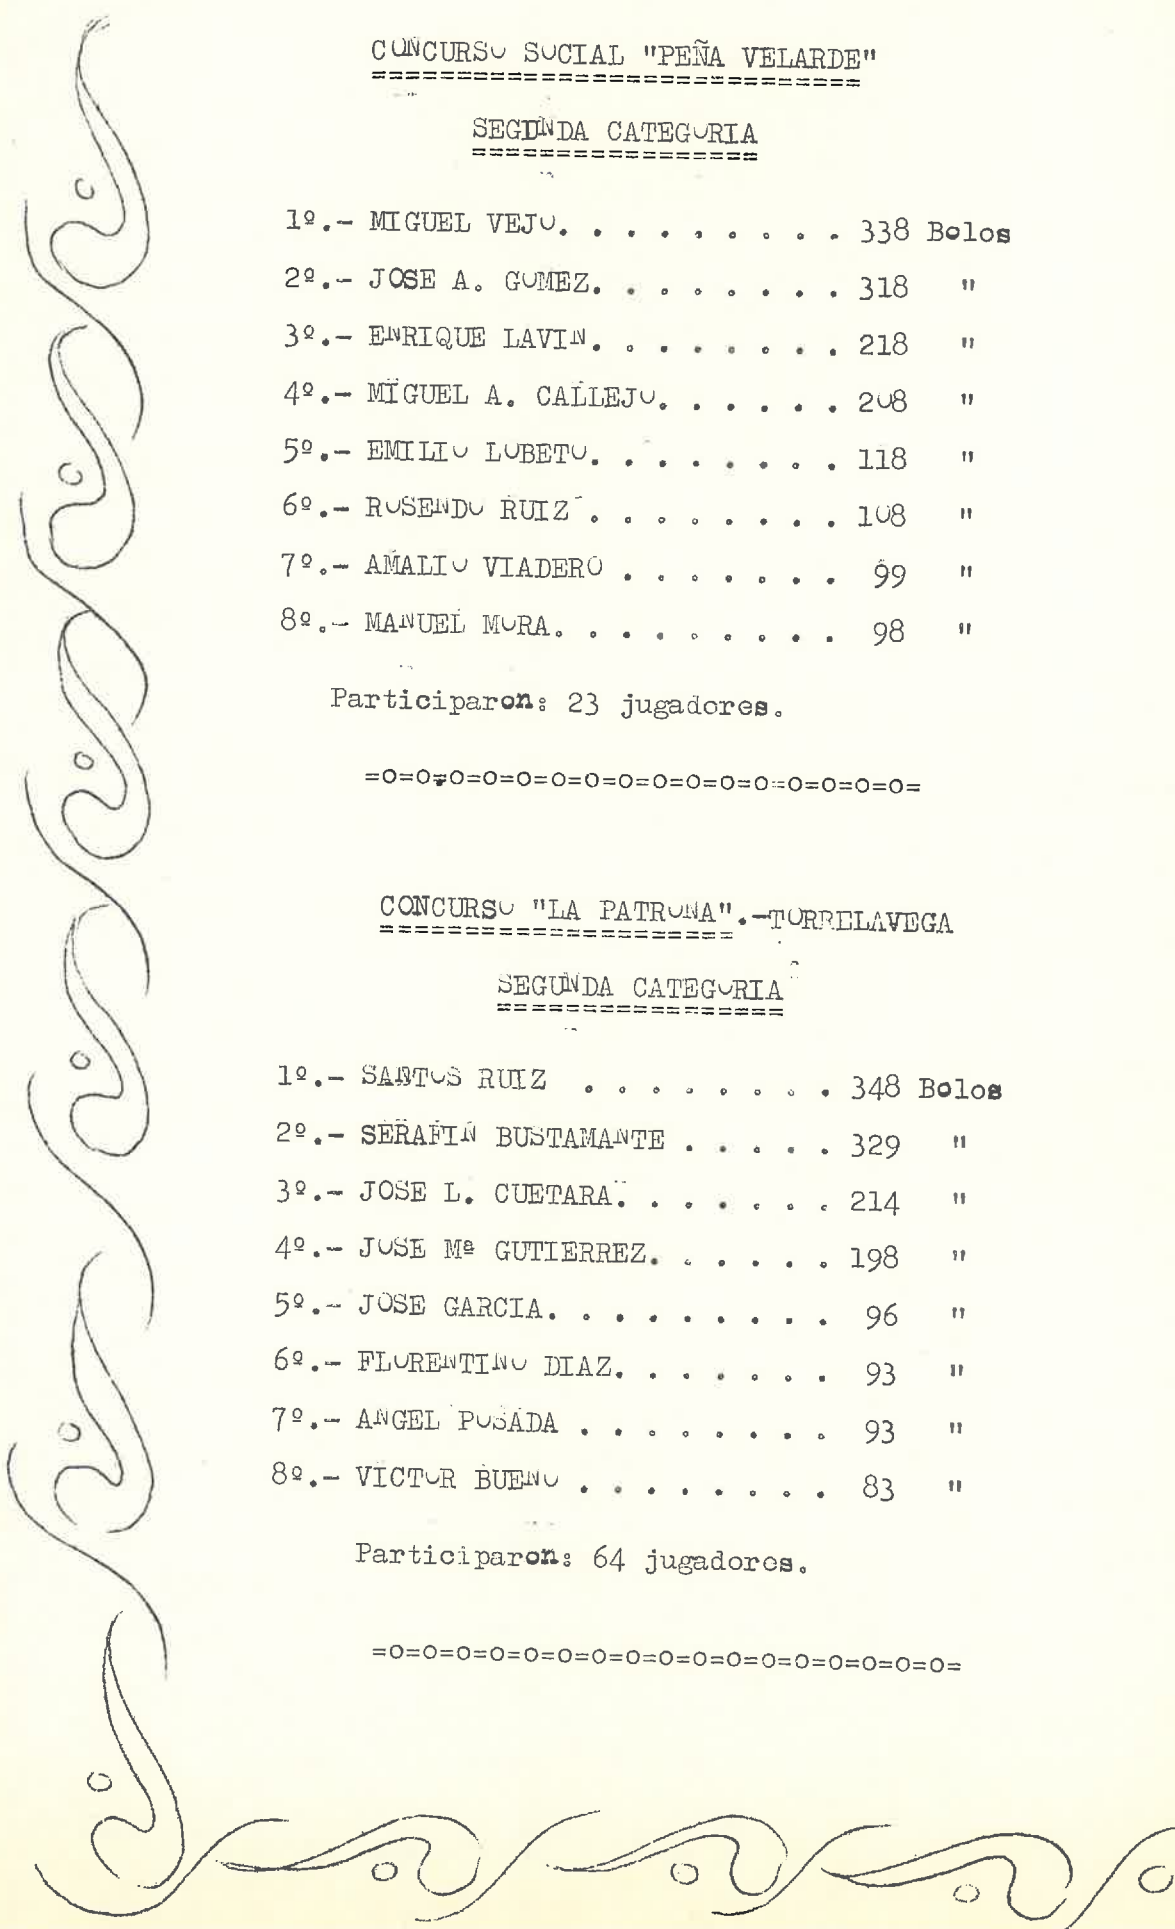 CONCURSO SOCIAL "PEÑA VELARDE"
==============================
SEGUNDA CATEGORIA
=================
1º.- MIGUEL VEJO. . . . . . . . . 338 Bolos
2º.- JOSE A. GOMEZ. . . . . . . . 318 "
3º.- ENRIQUE LAVIN. . . . . . . . 218 "
4º.- MIGUEL A. CALLEJO. . . . . . 208 "
5º.- EMILIO LOBETO. . . . . . . . 118 "
6º.- ROSENDO RUIZ . . . . . . . . 108 "
7º.- AMALIO VIADERO . . . . . . . 99 "
8º.- MANUEL MORA. . . . . . . . . 98 "
Participaron: 23 jugadores.
=O=O=O=O=O=O=O=O=O=O=O=O=O=O=O=O=
CONCURSO "LA PATRONA".-TORRELAVEGA
=====================
SEGUNDA CATEGORIA
=================
1º.- SANTOS RUIZ . . . . . . . . 348 Bolos
2º.- SERAFIN BUSTAMANTE . . . . . 329 "
3º.- JOSE L. CUETARA. . . . . . . 214 "
4º.- JOSE Mª GUTIERREZ. . . . . . 198 "
5º.- JOSE GARCIA. . . . . . . . . 96 "
6º.- FLORENTINO DIAZ. . . . . . . 93 "
7º.- ANGEL POSADA . . . . . . . . 93 "
8º.- VICTOR BUENO . . . . . . . . 83 "
Participaron: 64 jugadores.
=O=O=O=O=O=O=O=O=O=O=O=O=O=O=O=O=O=